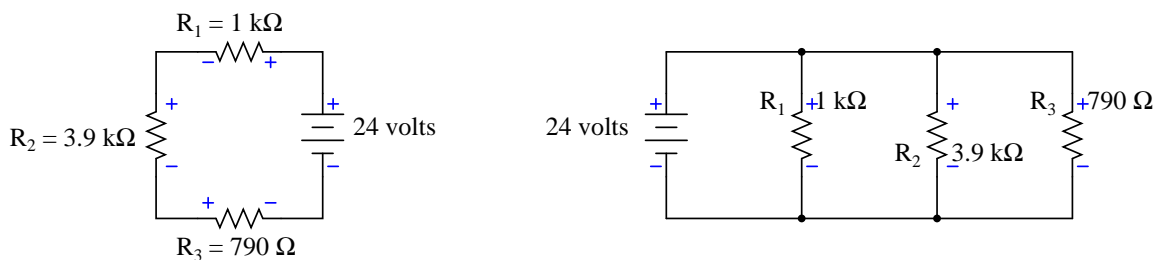 R₁ = 1 kΩ
R₂ = 3.9 kΩ
24 volts
R₃ = 790 Ω
24 volts
R₁
1 kΩ
R₂
3.9 kΩ
R₃
790 Ω